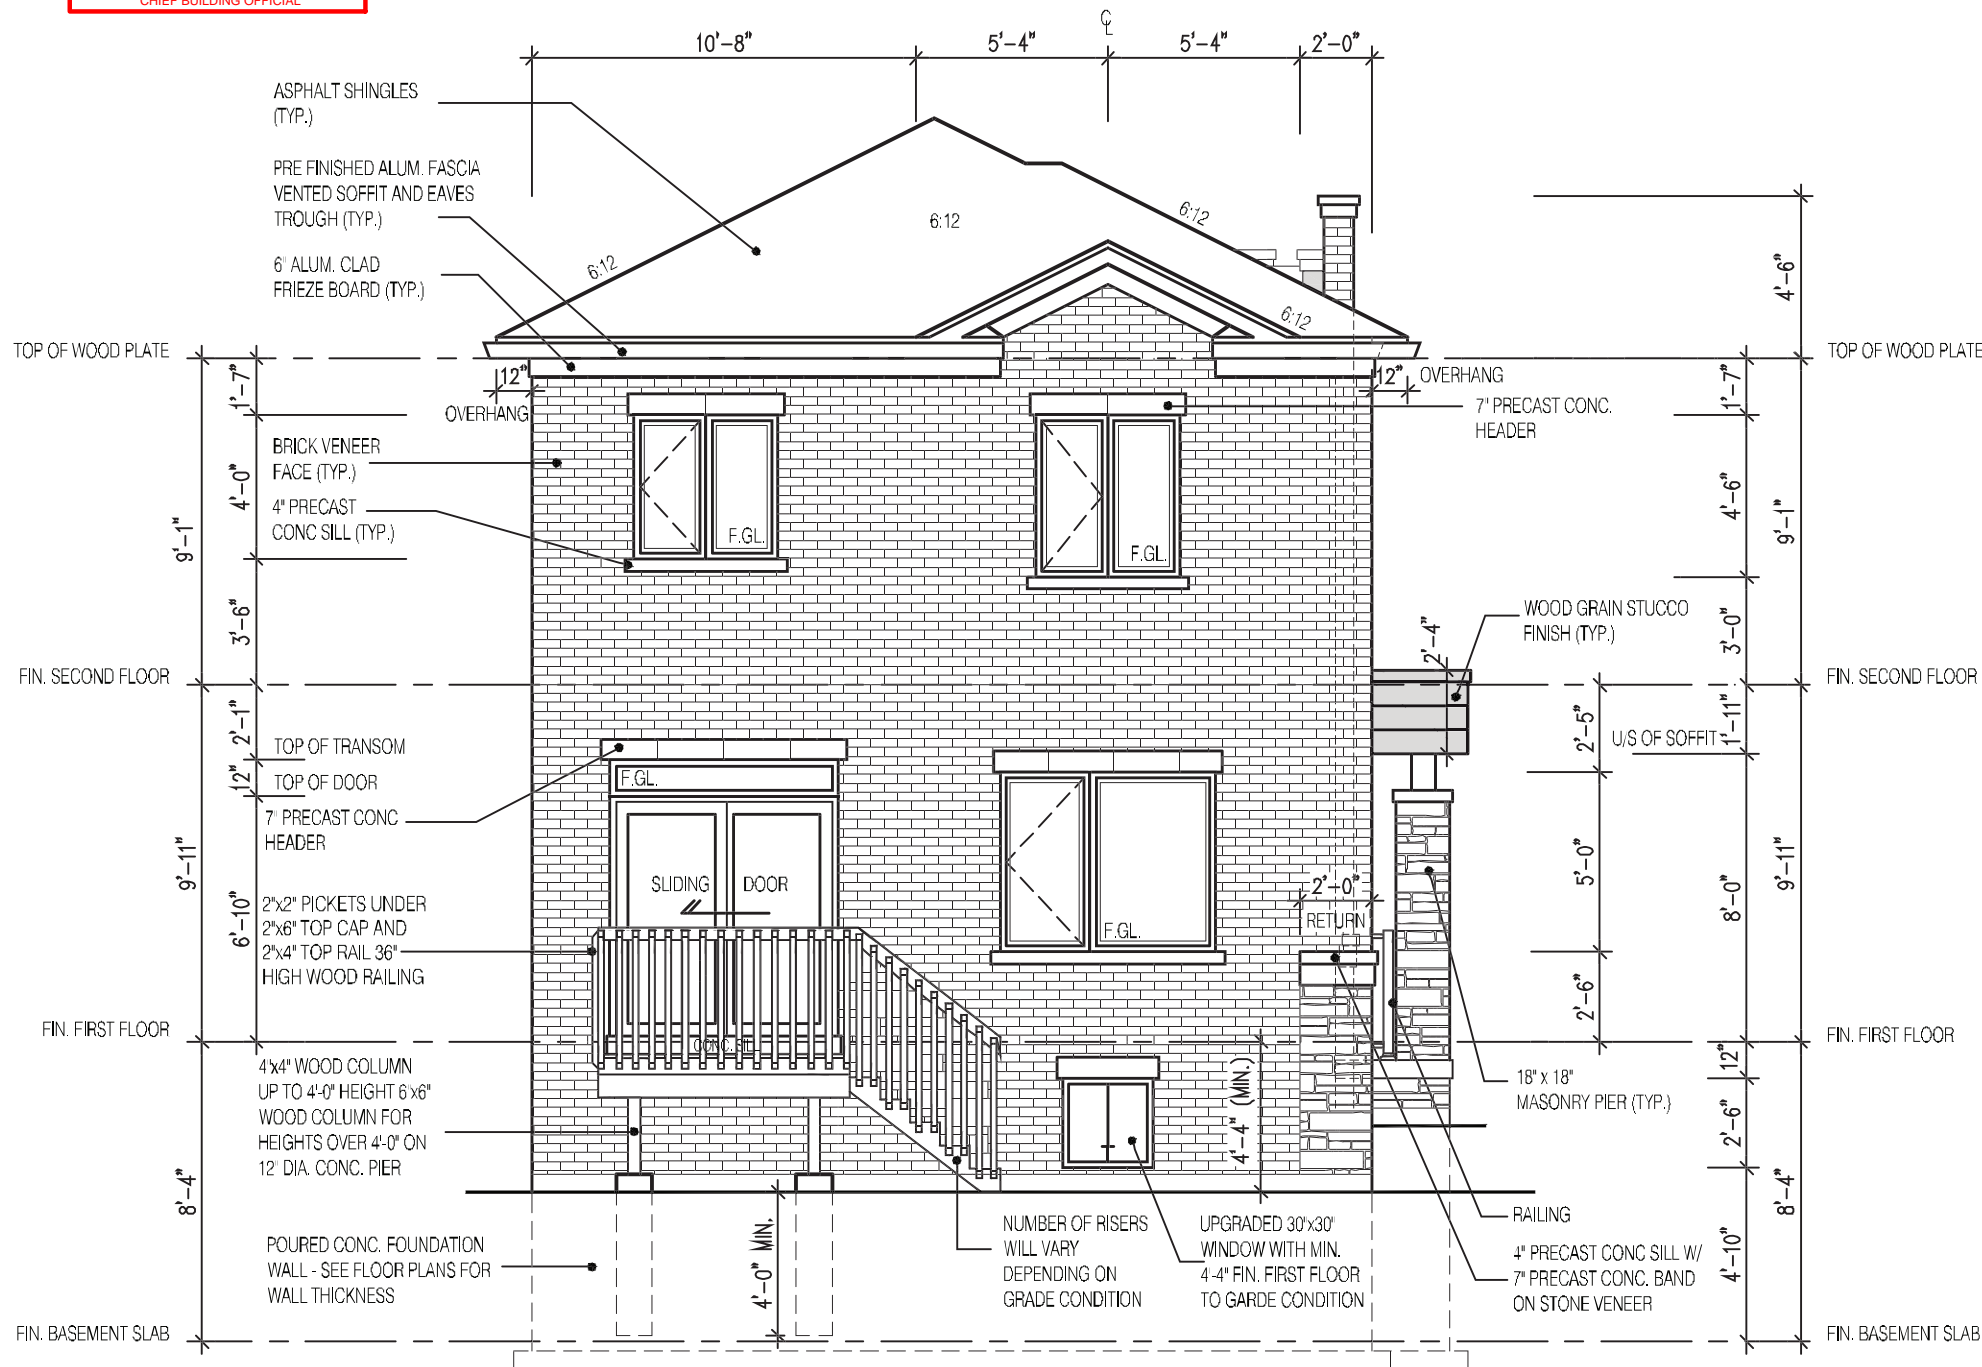 CHIEF BUILDING OFFICIAL
℄
10'-8"
5'-4"
5'-4"
2'-0"
ASPHALT SHINGLES
(TYP.)
PRE FINISHED ALUM. FASCIA
VENTED SOFFIT AND EAVES
TROUGH (TYP.)
6" ALUM. CLAD
FRIEZE BOARD (TYP.)
6:12
6:12
6:12
6:12
4'-6"
TOP OF WOOD PLATE
TOP OF WOOD PLATE
12"
OVERHANG
12"
OVERHANG
1'-7"
1'-7"
7" PRECAST CONC.
HEADER
BRICK VENEER
FACE (TYP.)
4" PRECAST
CONC SILL (TYP.)
4'-0"
9'-1"
3'-6"
F.GL.
F.GL.
4'-6"
9'-1"
3'-0"
WOOD GRAIN STUCCO
FINISH (TYP.)
2'-4"
FIN. SECOND FLOOR
FIN. SECOND FLOOR
2'-1"
TOP OF TRANSOM
12"
TOP OF DOOR
7" PRECAST CONC
HEADER
F.GL.
SLIDING
DOOR
F.GL.
U/S OF SOFFIT
1'-11"
2'-5"
5'-0"
8'-0"
9'-11"
9'-11"
6'-10"
2"x2" PICKETS UNDER
2"x6" TOP CAP AND
2"x4" TOP RAIL 36"
HIGH WOOD RAILING
2'-0"
RETURN
2'-6"
FIN. FIRST FLOOR
FIN. FIRST FLOOR
CONC. SILL
4"x4" WOOD COLUMN
UP TO 4'-0" HEIGHT 6"x6"
WOOD COLUMN FOR
HEIGHTS OVER 4'-0" ON
12" DIA. CONC. PIER
4'-4" (MIN.)
18" x 18"
MASONRY PIER (TYP.)
12"
2'-6"
8'-4"
8'-4"
4'-10"
POURED CONC. FOUNDATION
WALL - SEE FLOOR PLANS FOR
WALL THICKNESS
4'-0" MIN.
NUMBER OF RISERS
WILL VARY
DEPENDING ON
GRADE CONDITION
UPGRADED 30"x30"
WINDOW WITH MIN.
4'-4" FIN. FIRST FLOOR
TO GARDE CONDITION
RAILING
4" PRECAST CONC SILL W/
7" PRECAST CONC. BAND
ON STONE VENEER
FIN. BASEMENT SLAB
FIN. BASEMENT SLAB